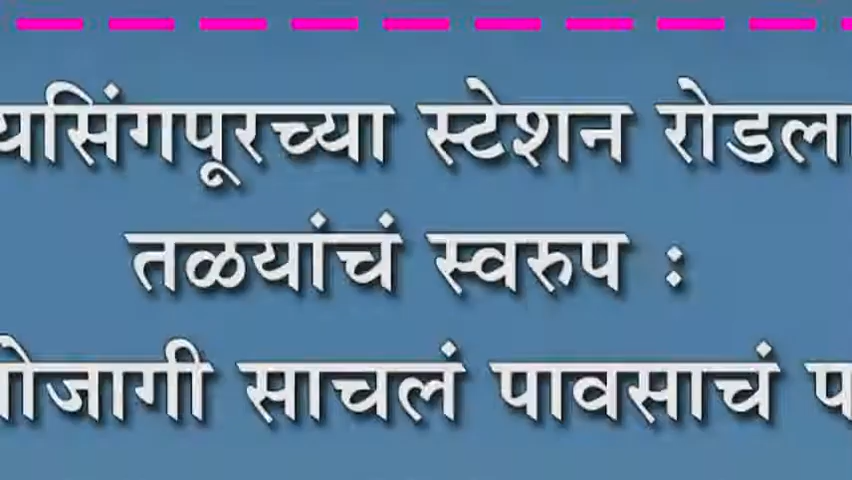 यसिंगपूरच्या स्टेशन रोडला
तळयांचं स्वरुप :
ोजागी साचलं पावसाचं प